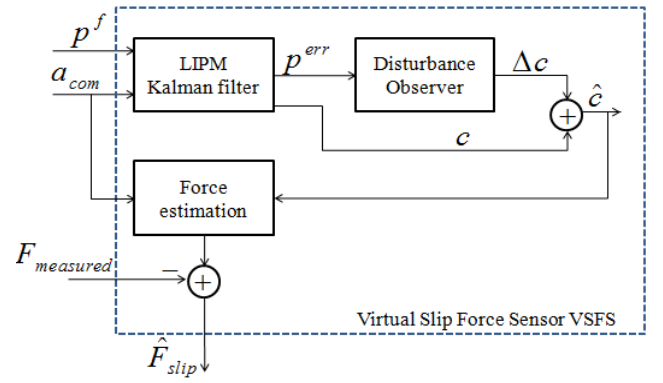 p^f
a_com
LIPM
Kalman filter
p^err
Disturbance
Observer
Δc
ĉ
+
c
Force
estimation
F_measured
−
+
Virtual Slip Force Sensor VSFS
F̂_slip